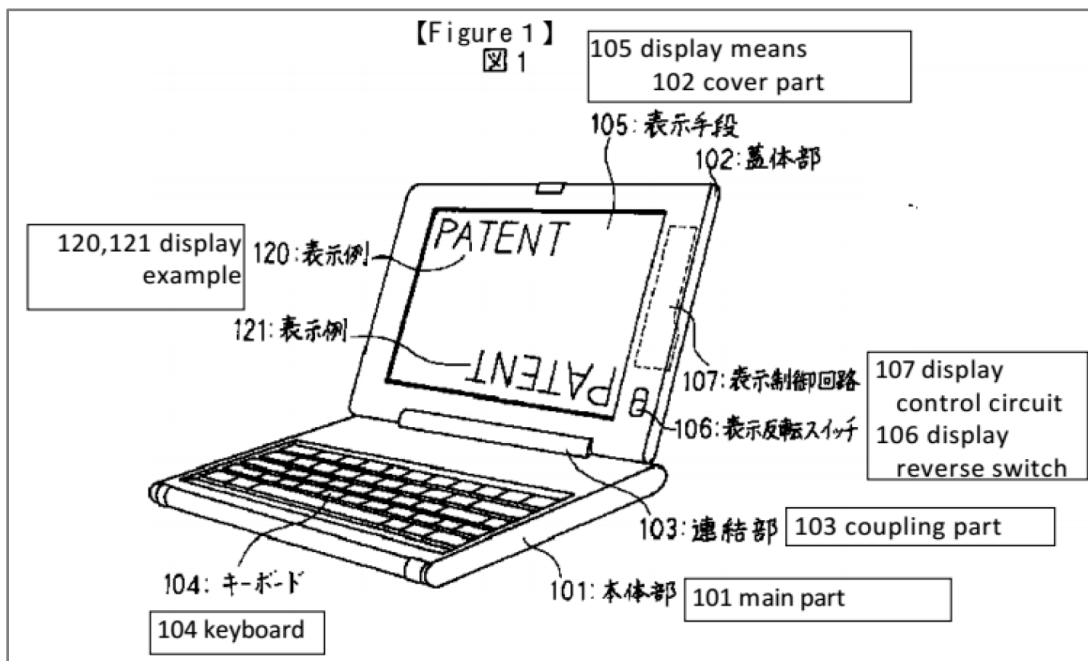 【Figure 1】
図1
105 display means
102 cover part
105:表示手段
102:蓋体部
PATENT
120,121 display
example
120:表示例
121:表示例
PATENT
107:表示制御回路
106:表示反転スイッチ
107 display
control circuit
106 display
reverse switch
103:連結部
103 coupling part
104:キーボード
104 keyboard
101:本体部
101 main part